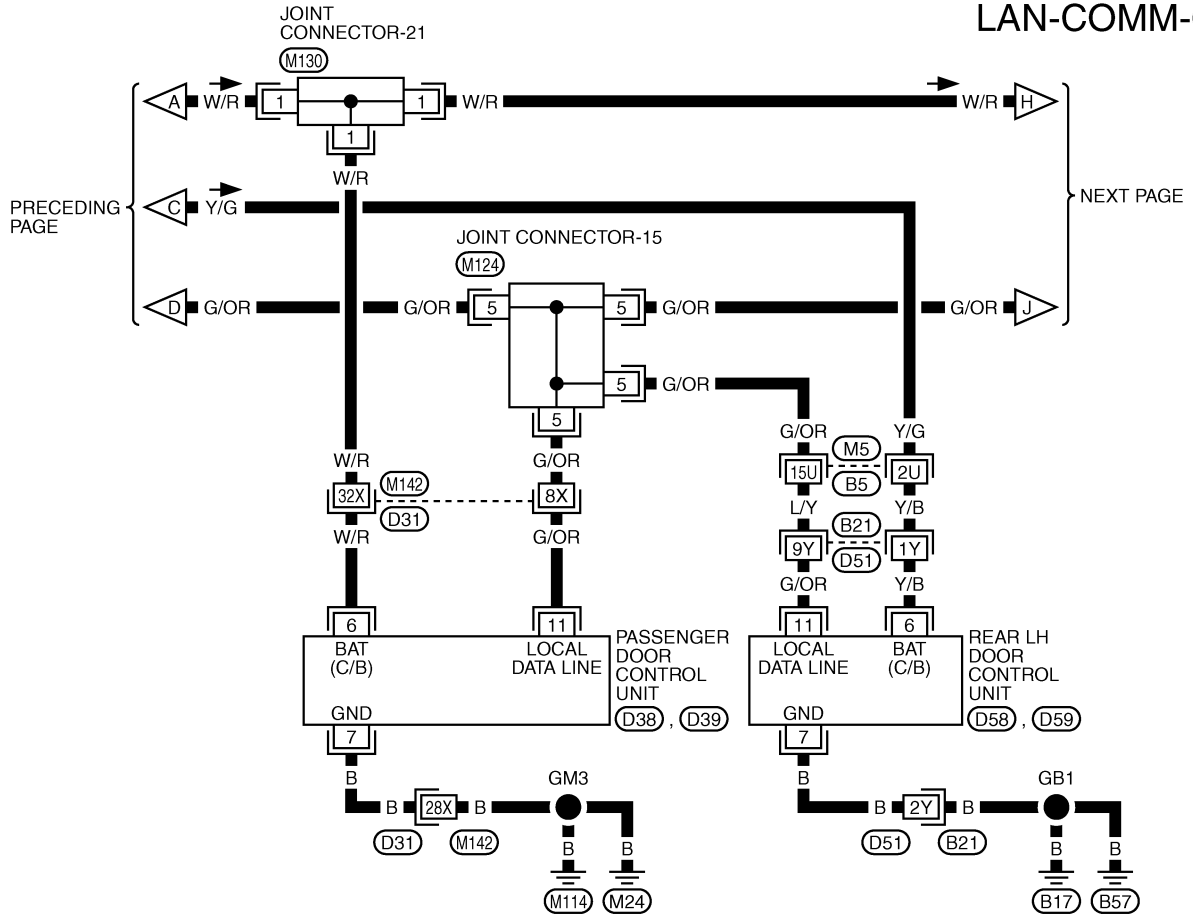 LAN-COMM-
JOINT
CONNECTOR-21
M130
A W/R 1 1 W/R W/R H
1
W/R
PRECEDING
PAGE
C Y/G
NEXT PAGE
JOINT CONNECTOR-15
M124
D G/OR G/OR 5 5 G/OR G/OR J
5 G/OR
5
G/OR Y/G
W/R G/OR
M5
15U 2U
B5
32X M142 8X
D31
L/Y Y/B
W/R G/OR
B21
9Y 1Y
D51
G/OR Y/B
6 11 11 6
BAT
(C/B)
LOCAL
DATA LINE
PASSENGER
DOOR
CONTROL
UNIT
D38 , D39
LOCAL
DATA LINE
BAT
(C/B)
REAR LH
DOOR
CONTROL
UNIT
D58 , D59
GND GND
7 7
B B
GM3 GB1
B 28X B B 2Y B
D31 M142 D51 B21
B B B B
M114 M24 B17 B57